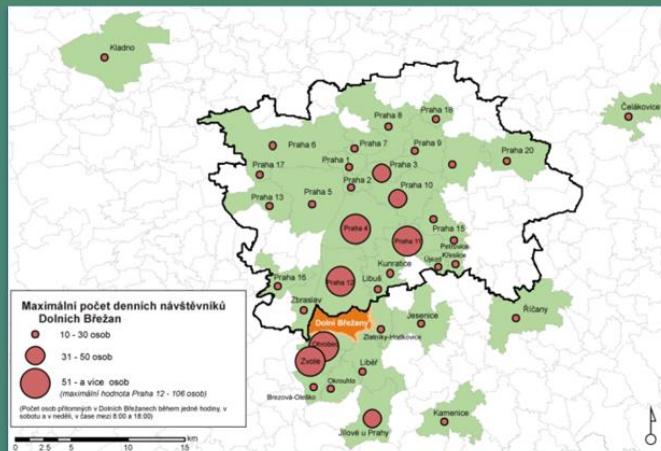 Kladno
Čelákovice
Praha 18
Praha 8
Praha 6
Praha 7
Praha 9
Praha 20
Praha 17
Praha 1
Praha 3
Praha 2
Praha 10
Praha 13
Praha 5
Praha 4
Praha 11
Praha 15
Petrovice
Křeslice
Újezd
Kunratice
Praha 16
Praha 12
Libuš
Zbraslav
Dolní Břežany
Jesenice
Říčany
Zlatníky-Hodkovice
Ohrobec
Zvole
Libeř
Březová-Oleško
Okrouhlo
Jílové u Prahy
Kamenice
Maximální počet denních návštěvníků
Dolních Břežan
10 - 30 osob
31 - 50 osob
51 - a více osob
(maximální hodnota Praha 12 - 106 osob)
(Počet osob přítomných v Dolních Břežanech během jedné hodiny, v
sobotu a v neděli, v čase mezi 8:00 a 18:00)
0 2,5 5 10 15 20
km